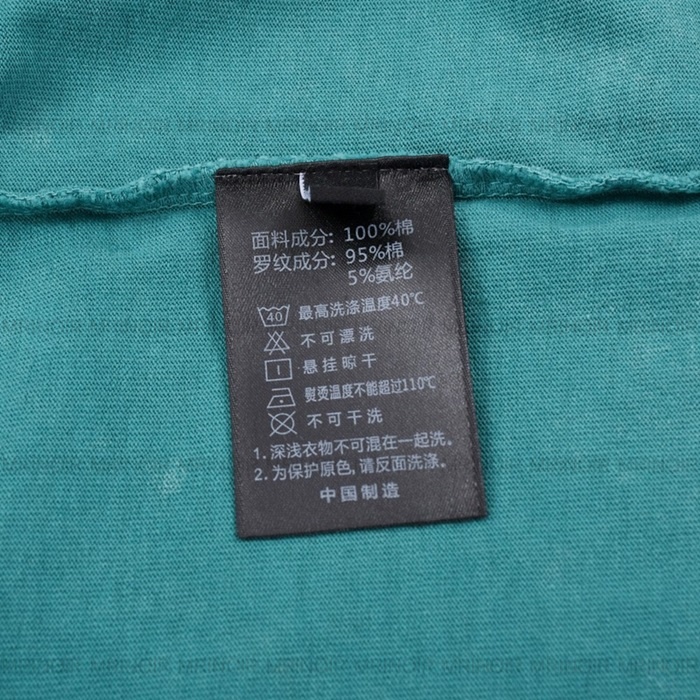 面料成分: 100%棉
罗纹成分: 95%棉
5%氨纶
40 最高洗涤温度40℃
不可漂洗
悬挂晾干
熨烫温度不能超过110℃
不可干洗
1. 深浅衣物不可混在一起洗。
2. 为保护原色, 请反面洗涤。
中国制造